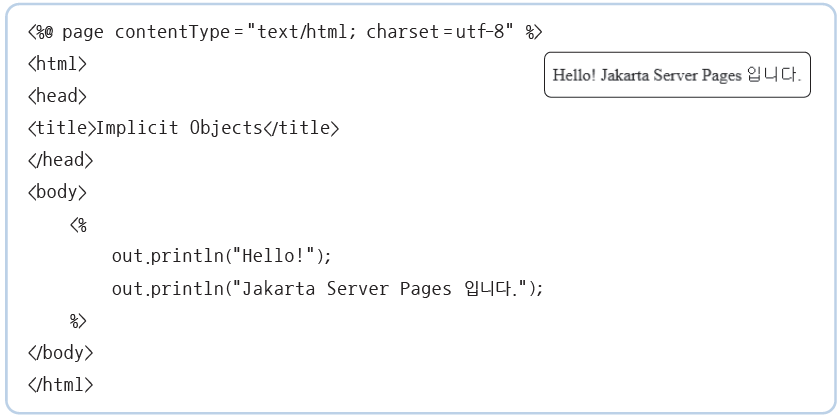 <%@ page contentType="text/html; charset=utf-8" %>
<html>
Hello! Jakarta Server Pages 입니다.
<head>
<title>Implicit Objects</title>
</head>
<body>
<%
out.println("Hello!");
out.println("Jakarta Server Pages 입니다.");
%>
</body>
</html>